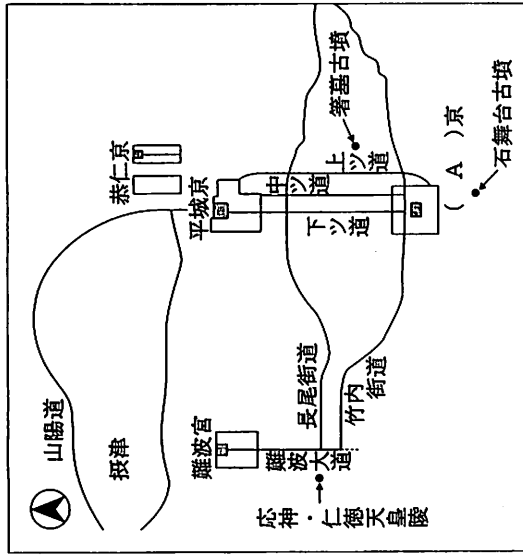 山陽道
摂津
恭仁京
平城京
難波宮
中ツ道
上ツ道
下ツ道
箸墓古墳
長尾街道
竹内
街道
難波大道
応神・仁徳天皇陵
( A )京
石舞台古墳